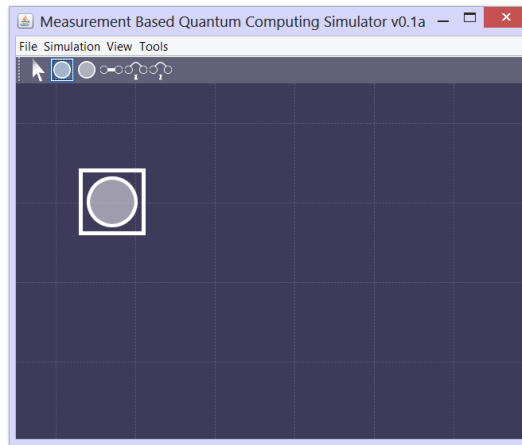 Measurement Based Quantum Computing Simulator v0.1a
File Simulation View Tools